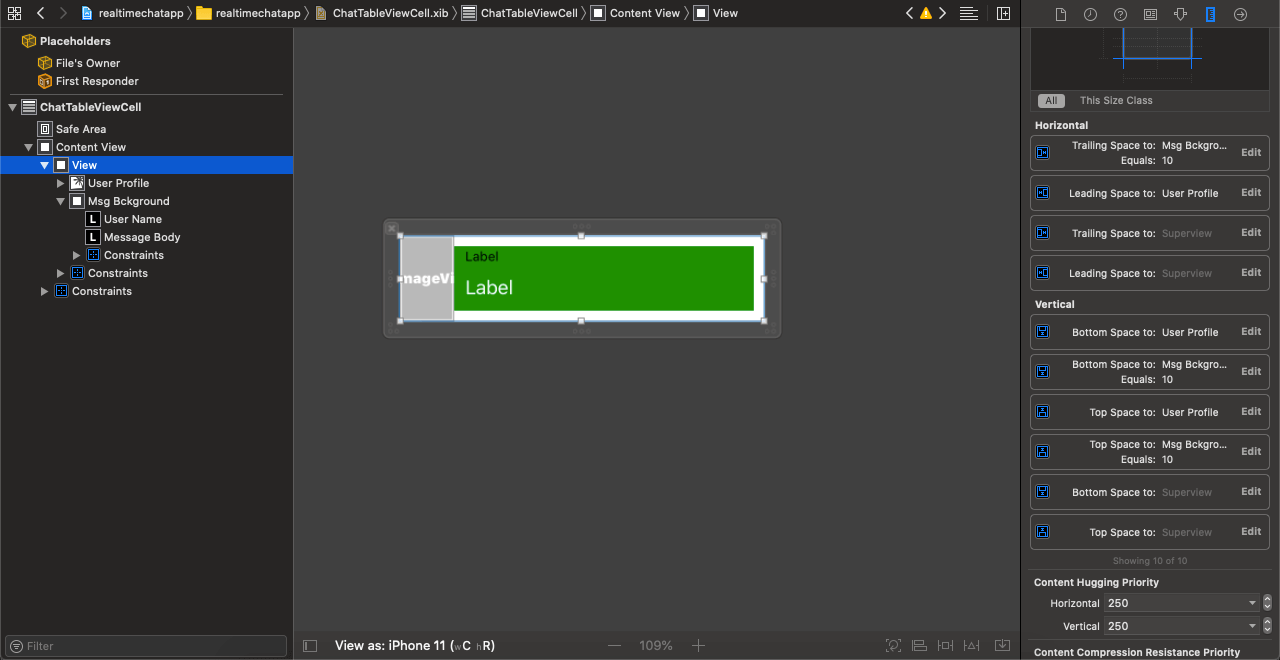 realtimechatapp
realtimechatapp
ChatTableViewCell.xib
ChatTableViewCell
Content View
View
Placeholders
File's Owner
First Responder
ChatTableViewCell
Safe Area
Content View
View
User Profile
Msg Bckground
L User Name
L Message Body
Constraints
Constraints
Constraints
Filter
Label
nageVi
Label
View as: iPhone 11 (wC hR)
109%
All
This Size Class
Horizontal
Trailing Space to: Msg Bckgro... Edit
Equals: 10
Leading Space to: User Profile Edit
Trailing Space to: Superview Edit
Leading Space to: Superview Edit
Vertical
Bottom Space to: User Profile Edit
Bottom Space to: Msg Bckgro... Edit
Equals: 10
Top Space to: User Profile Edit
Top Space to: Msg Bckgro... Edit
Equals: 10
Bottom Space to: Superview Edit
Top Space to: Superview Edit
Showing 10 of 10
Content Hugging Priority
Horizontal 250
Vertical 250
Content Compression Resistance Priority